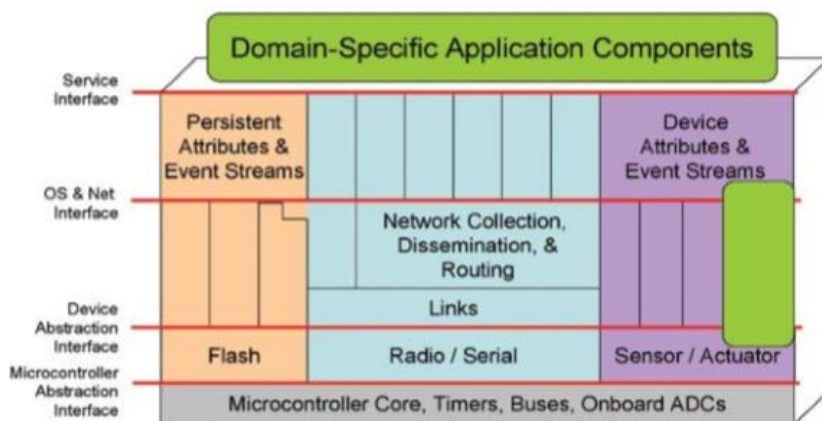 Domain-Specific Application Components
Service
Interface
Persistent
Attributes &
Event Streams
Device
Attributes &
Event Streams
OS & Net
Interface
Network Collection,
Dissemination, &
Routing
Links
Device
Abstraction
Interface
Flash
Radio / Serial
Sensor / Actuator
Microcontroller
Abstraction
Interface
Microcontroller Core, Timers, Buses, Onboard ADCs